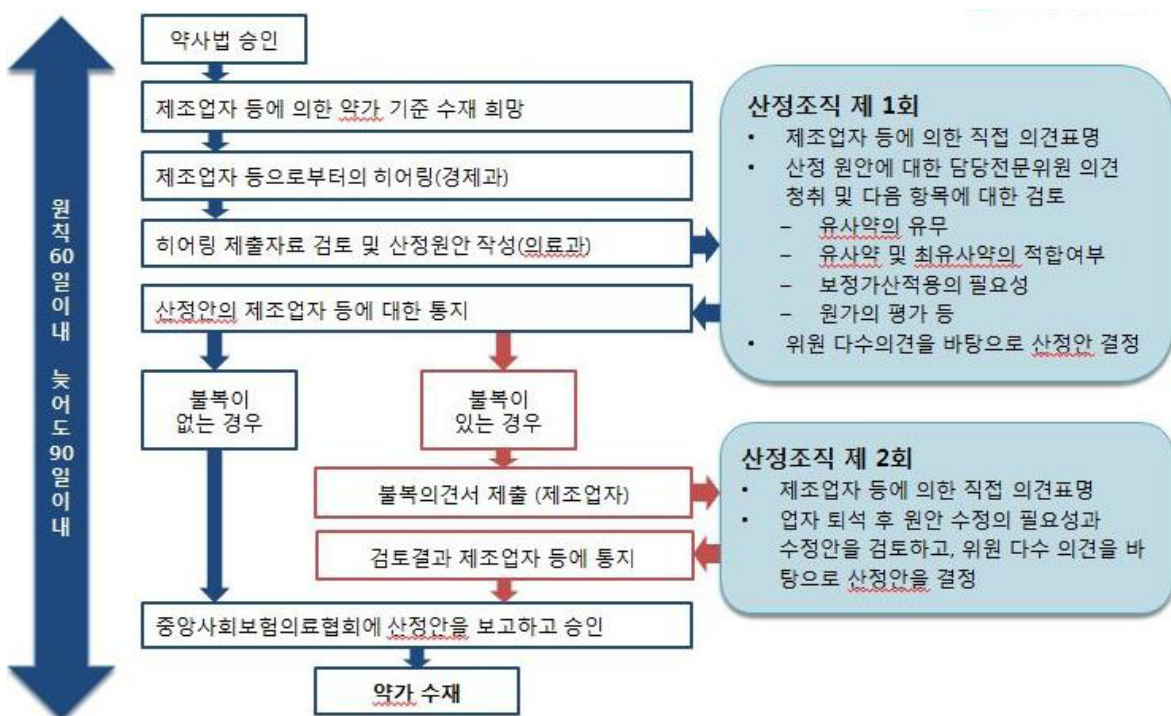 약사법 승인
제조업자 등에 의한 약가 기준 수재 희망
제조업자 등으로부터의 히어링(경제과)
히어링 제출자료 검토 및 산정원안 작성(의료과)
산정안의 제조업자 등에 대한 통지
불복이
없는 경우
불복이
있는 경우
불복의견서 제출 (제조업자)
검토결과 제조업자 등에 통지
중앙사회보험의료협회에 산정안을 보고하고 승인
약가 수재
원칙60일이내 늦어도90일이내
산정조직 제 1회
• 제조업자 등에 의한 직접 의견표명
• 산정 원안에 대한 담당전문위원 의견
청취 및 다음 항목에 대한 검토
– 유사약의 유무
– 유사약 및 최유사약의 적합여부
– 보정가산적용의 필요성
– 원가의 평가 등
• 위원 다수의견을 바탕으로 산정안 결정
산정조직 제 2회
• 제조업자 등에 의한 직접 의견표명
• 업자 퇴석 후 원안 수정의 필요성과
수정안을 검토하고, 위원 다수 의견을 바
탕으로 산정안을 결정